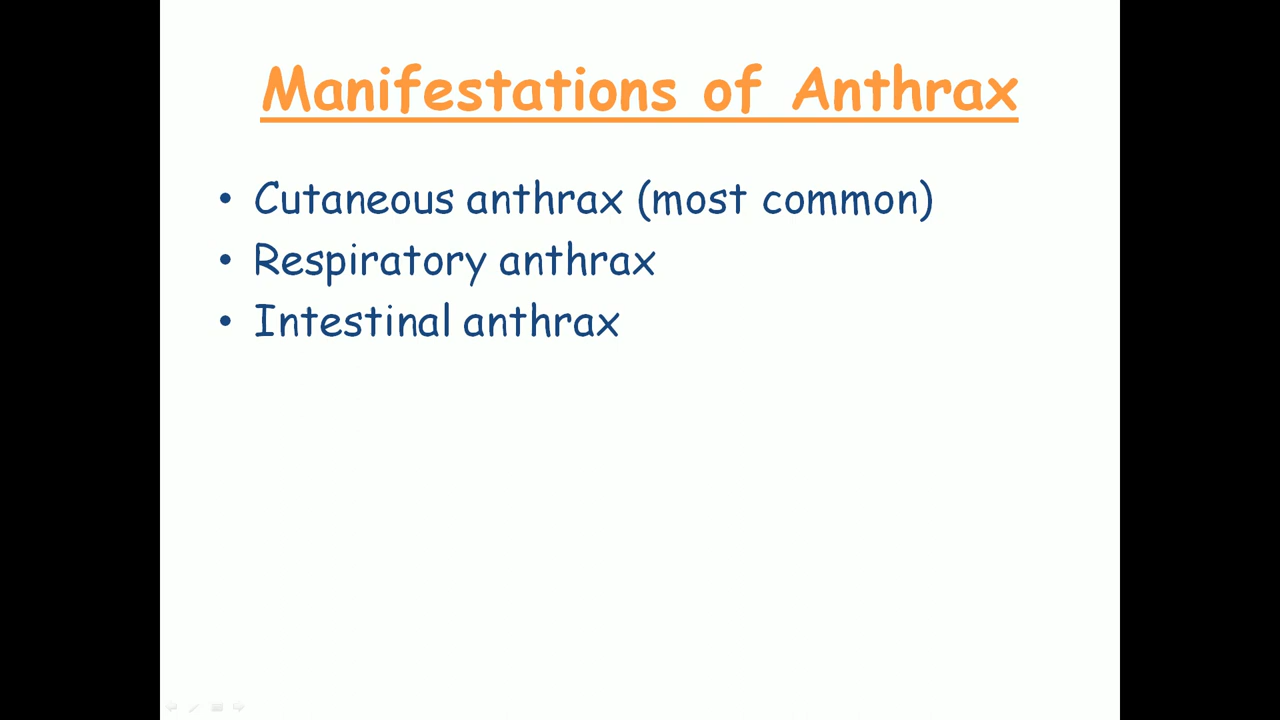 Manifestations of Anthrax
• Cutaneous anthrax (most common)
• Respiratory anthrax
• Intestinal anthrax